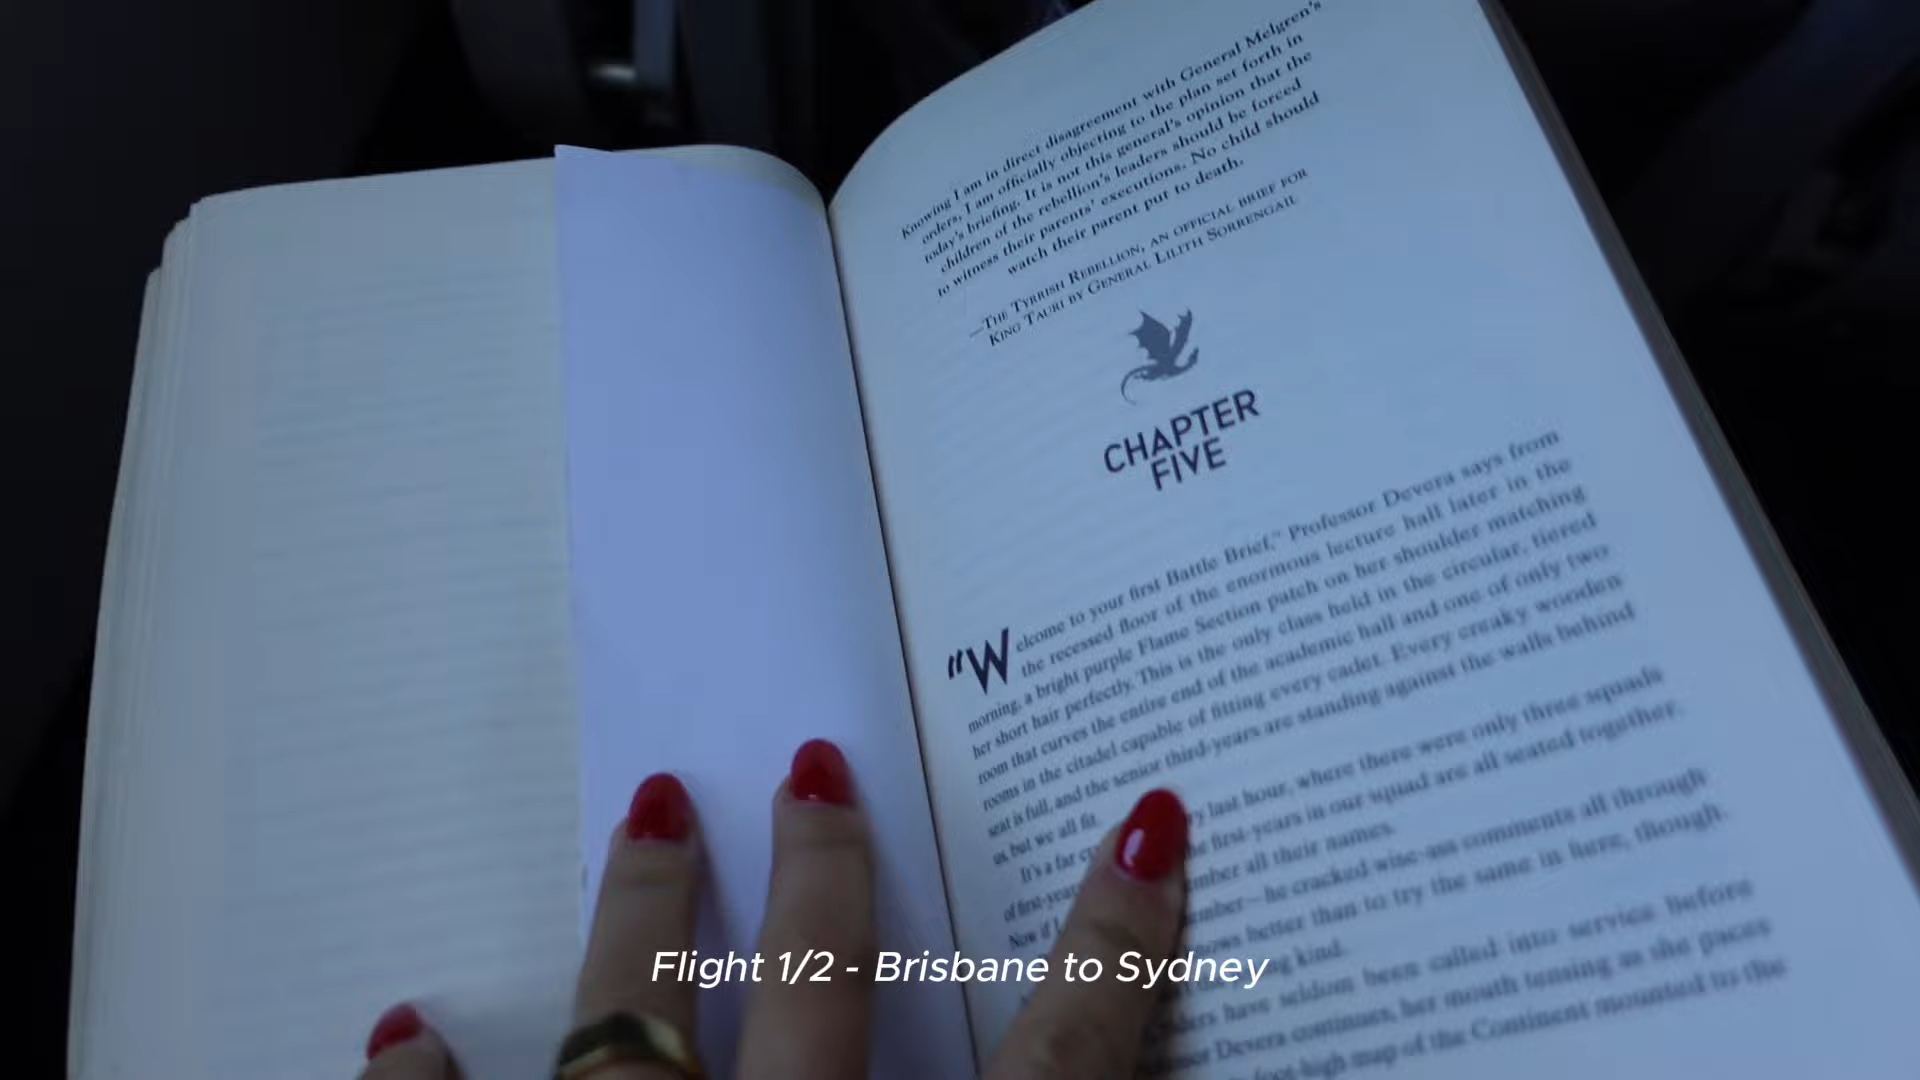 Knowing I am in direct disagreement with General Melgren's
orders, I am officially objecting to the plan set forth in
today's briefing. It is not this general's opinion that the
children of the rebellion's leaders should be forced
to witness their parents' executions. No child should
watch their parent put to death.
—The Tyrrish Rebellion, an official brief for
King Tauri by General Lilith Sorrengail
CHAPTER
FIVE
"Welcome to your first Battle Brief," Professor Devera says from
the recessed floor of the enormous lecture hall later in the
morning, a bright purple Flame Section patch on her shoulder matching
her short hair perfectly. This is the only class held in the circular, tiered
room that curves the entire end of the academic hall and one of only two
rooms in the citadel capable of fitting every cadet. Every creaky wooden
seat is full, and the senior third-years are standing against the walls behind
us, but we all fit.
It's a far last hour, where there were only three squads
of first-years first-years in our squad are all seated together.
Now if I all their names.
he cracked wise-ass comments all through
better than to try the same in here, though.
kind.
have seldom been called into service before
Devera continues, her mouth tensing as she paces
map of the Continent mounted to the
Flight 1/2 - Brisbane to Sydney